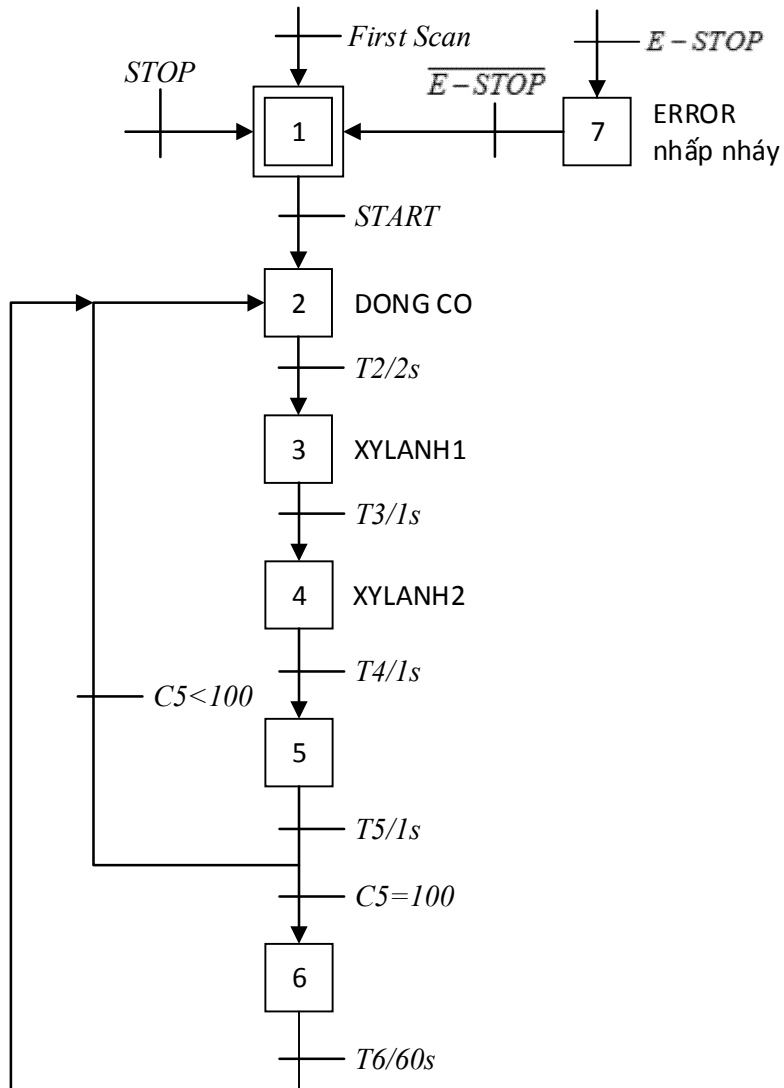 First Scan
E – STOP
STOP
E – STOP
1
7
ERROR
nhấp nháy
START
2
DONG CO
T2/2s
3
XYLANH1
T3/1s
4
XYLANH2
T4/1s
C5<100
5
T5/1s
C5=100
6
T6/60s